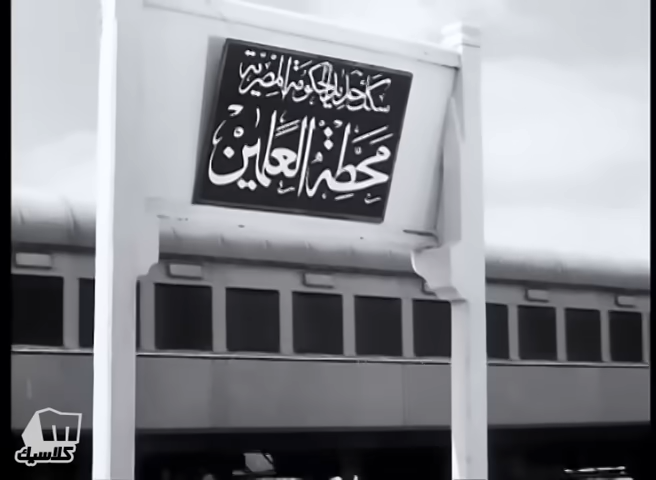 سكك حديد الحكومة المصرية
محطة العلمين
كلاسيك